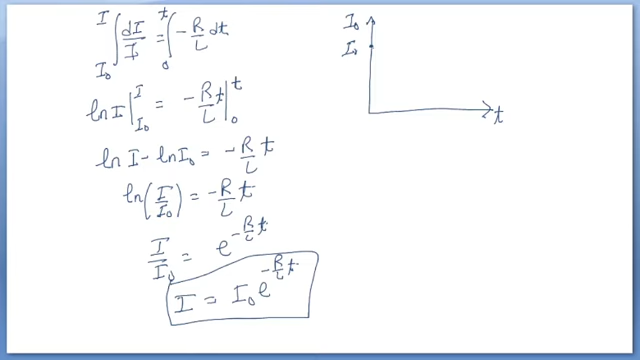 ∫_{I₀}^{I} dI/I = ∫_{0}^{t} -R/L dt
ln I |_{I₀}^{I} = -R/L t |_{0}^{t}
ln I - ln I₀ = -R/L t
ln(I/I₀) = -R/L t
I/I₀ = e^{-R/L t}
I = I₀ e^{-R/L t}
I₀
I₀
t